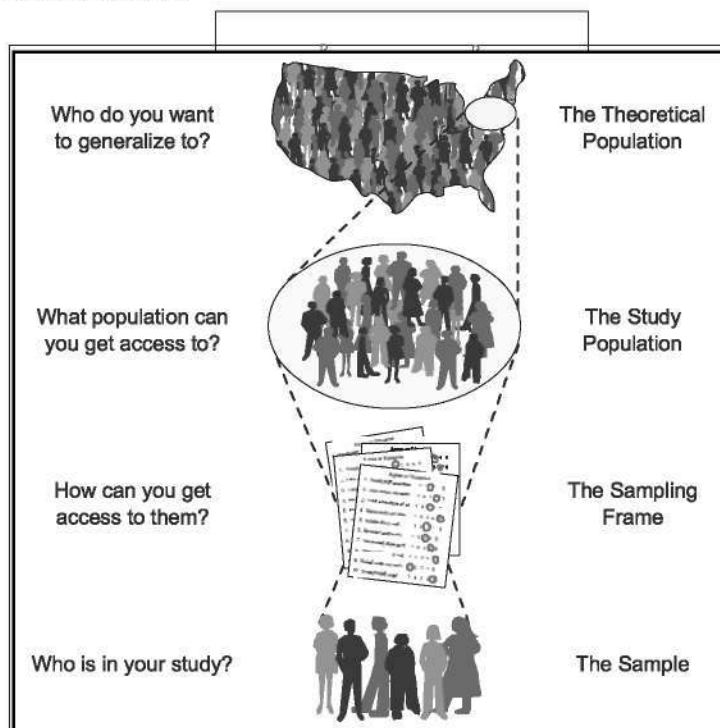 Who do you want
to generalize to?
The Theoretical
Population
What population can
you get access to?
The Study
Population
How can you get
access to them?
The Sampling
Frame
Who is in your study?
The Sample